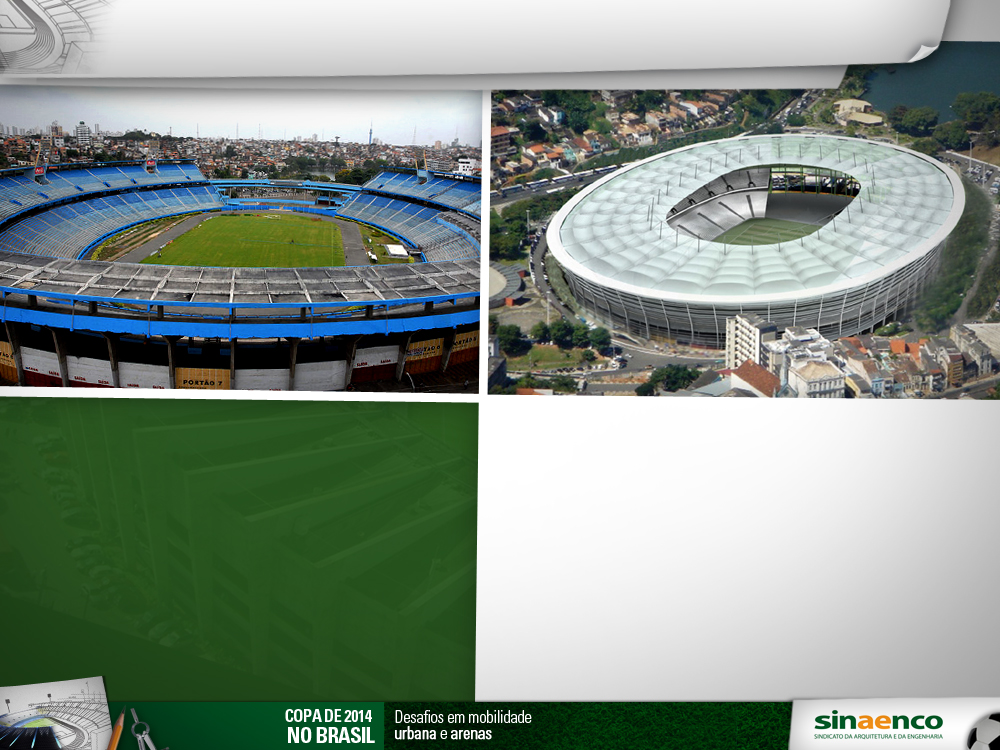 PORTÃO 7
COPA DE 2014
NO BRASIL
Desafios em mobilidade
urbana e arenas
sinaenco
SINDICATO DA ARQUITETURA E DA ENGENHARIA